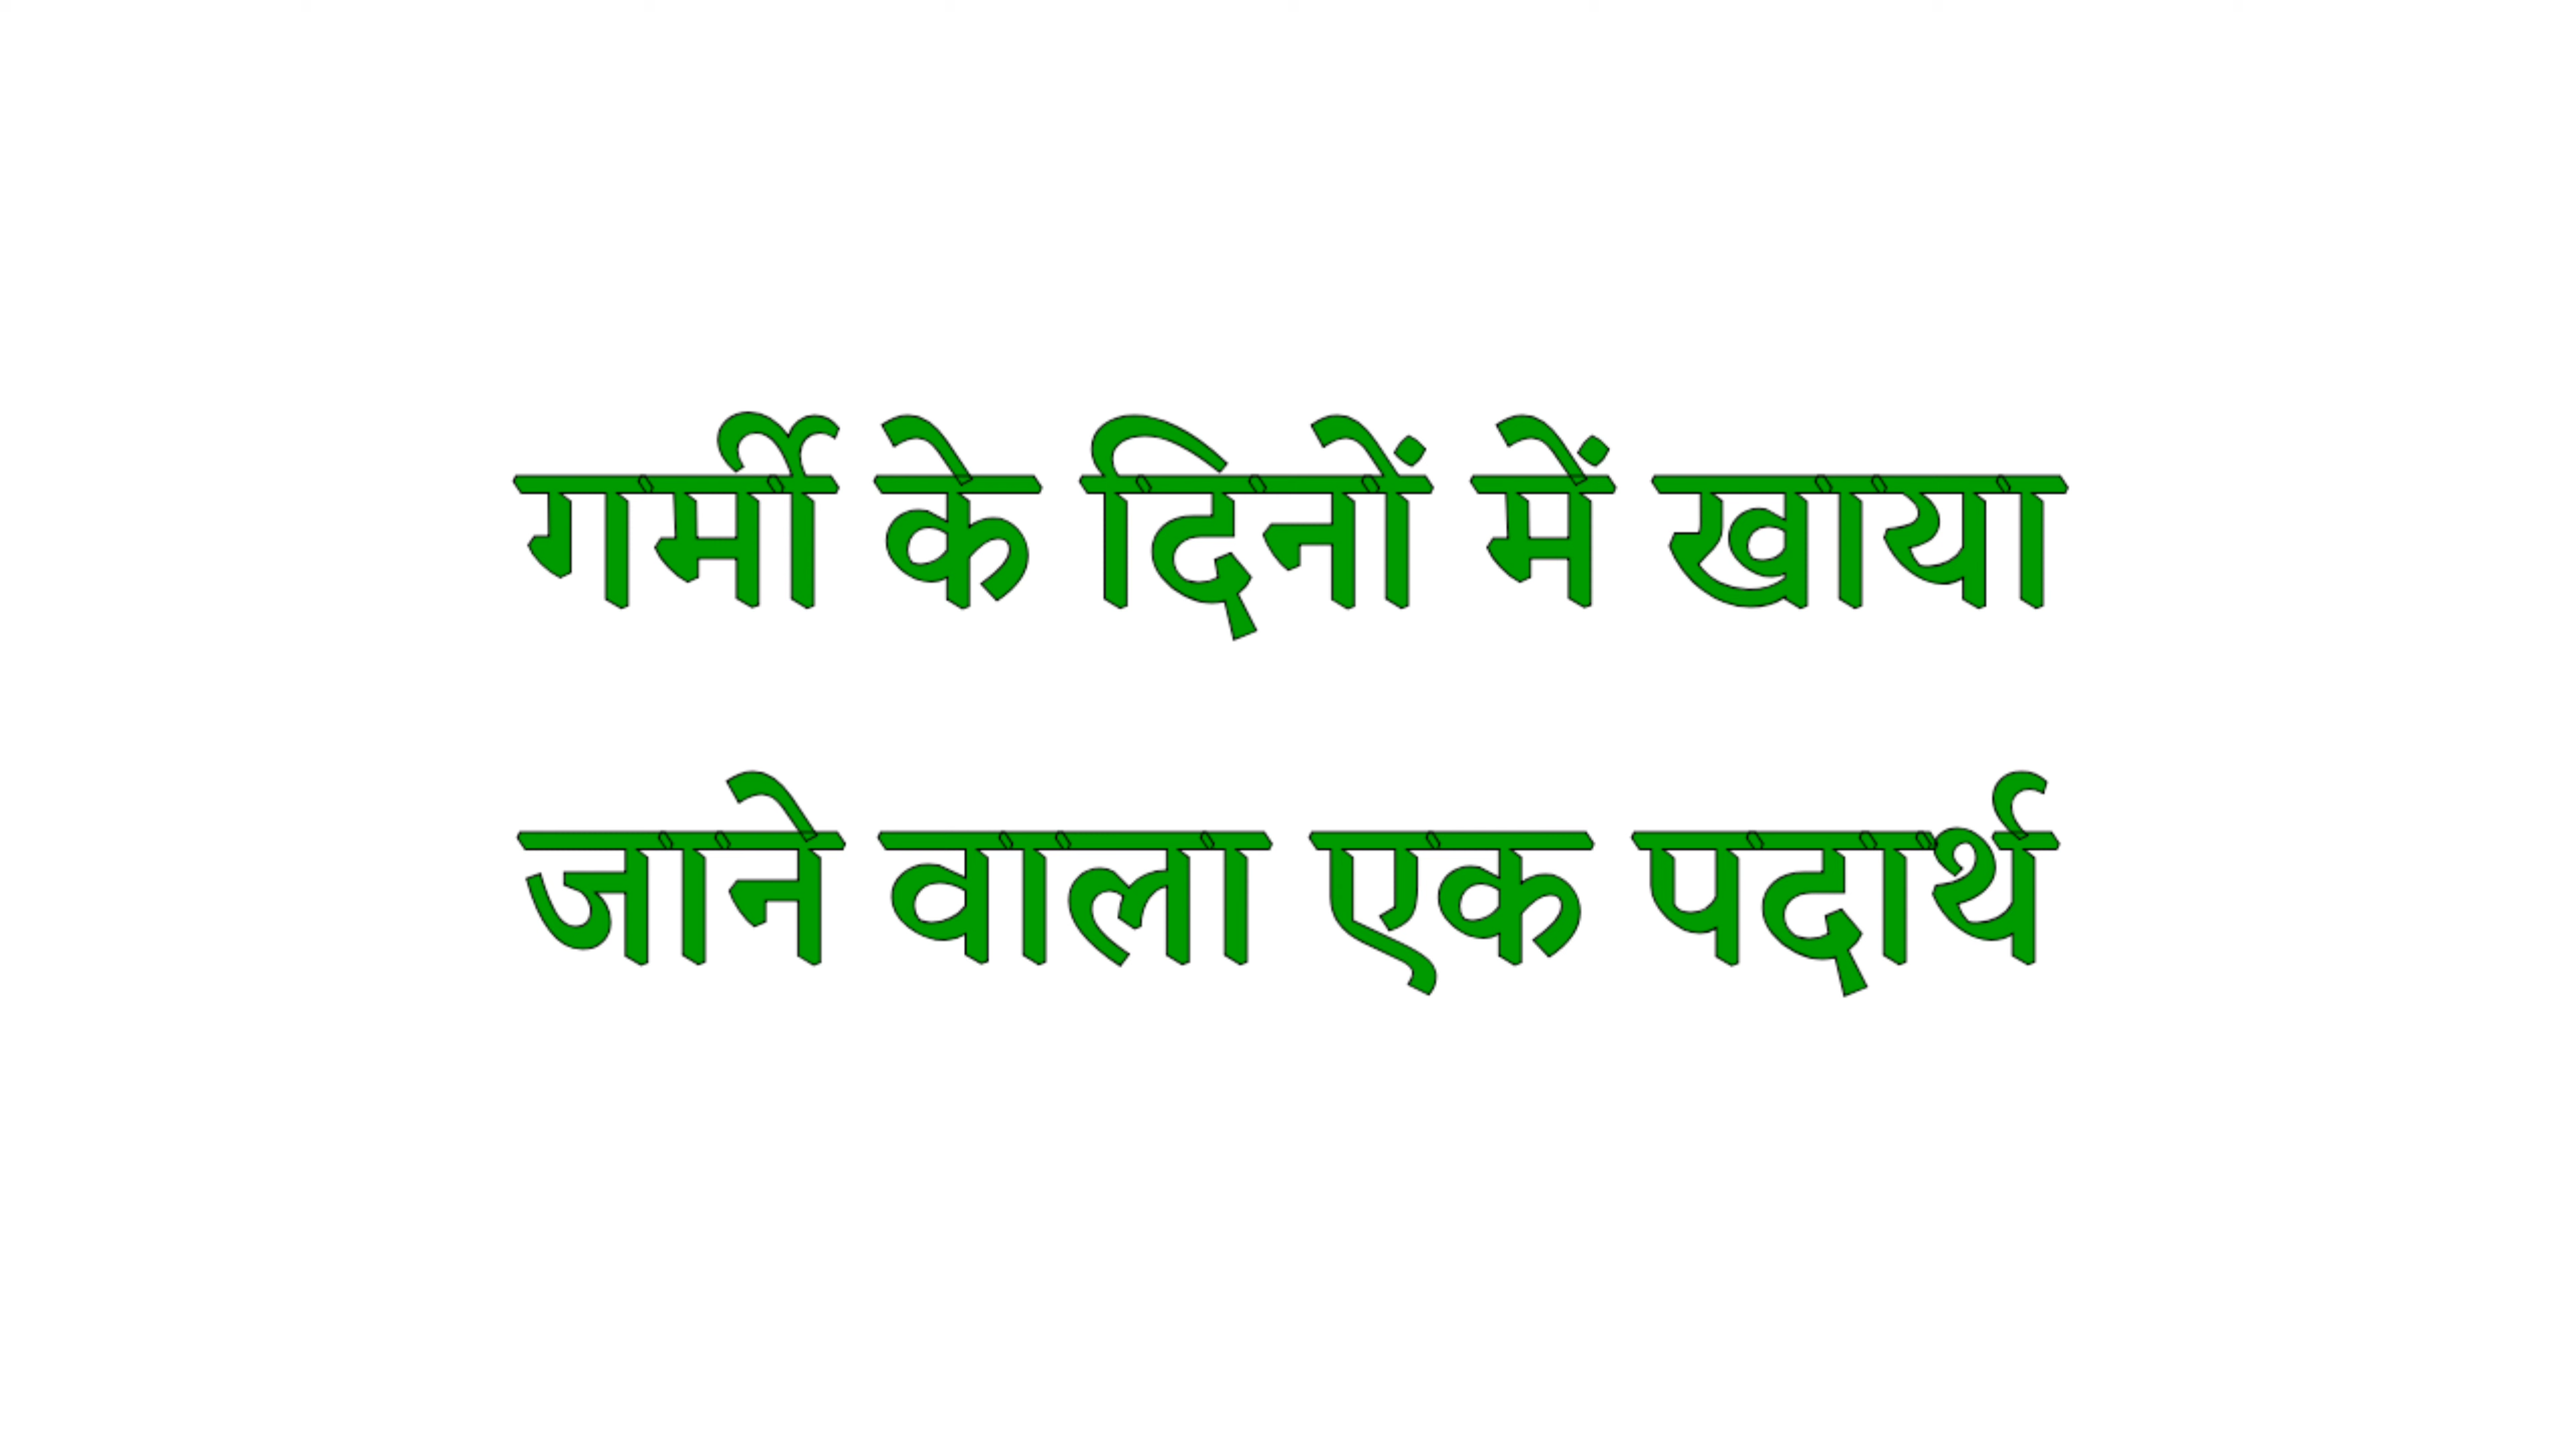 गर्मी के दिनों में खाया
जाने वाला एक पदार्थ